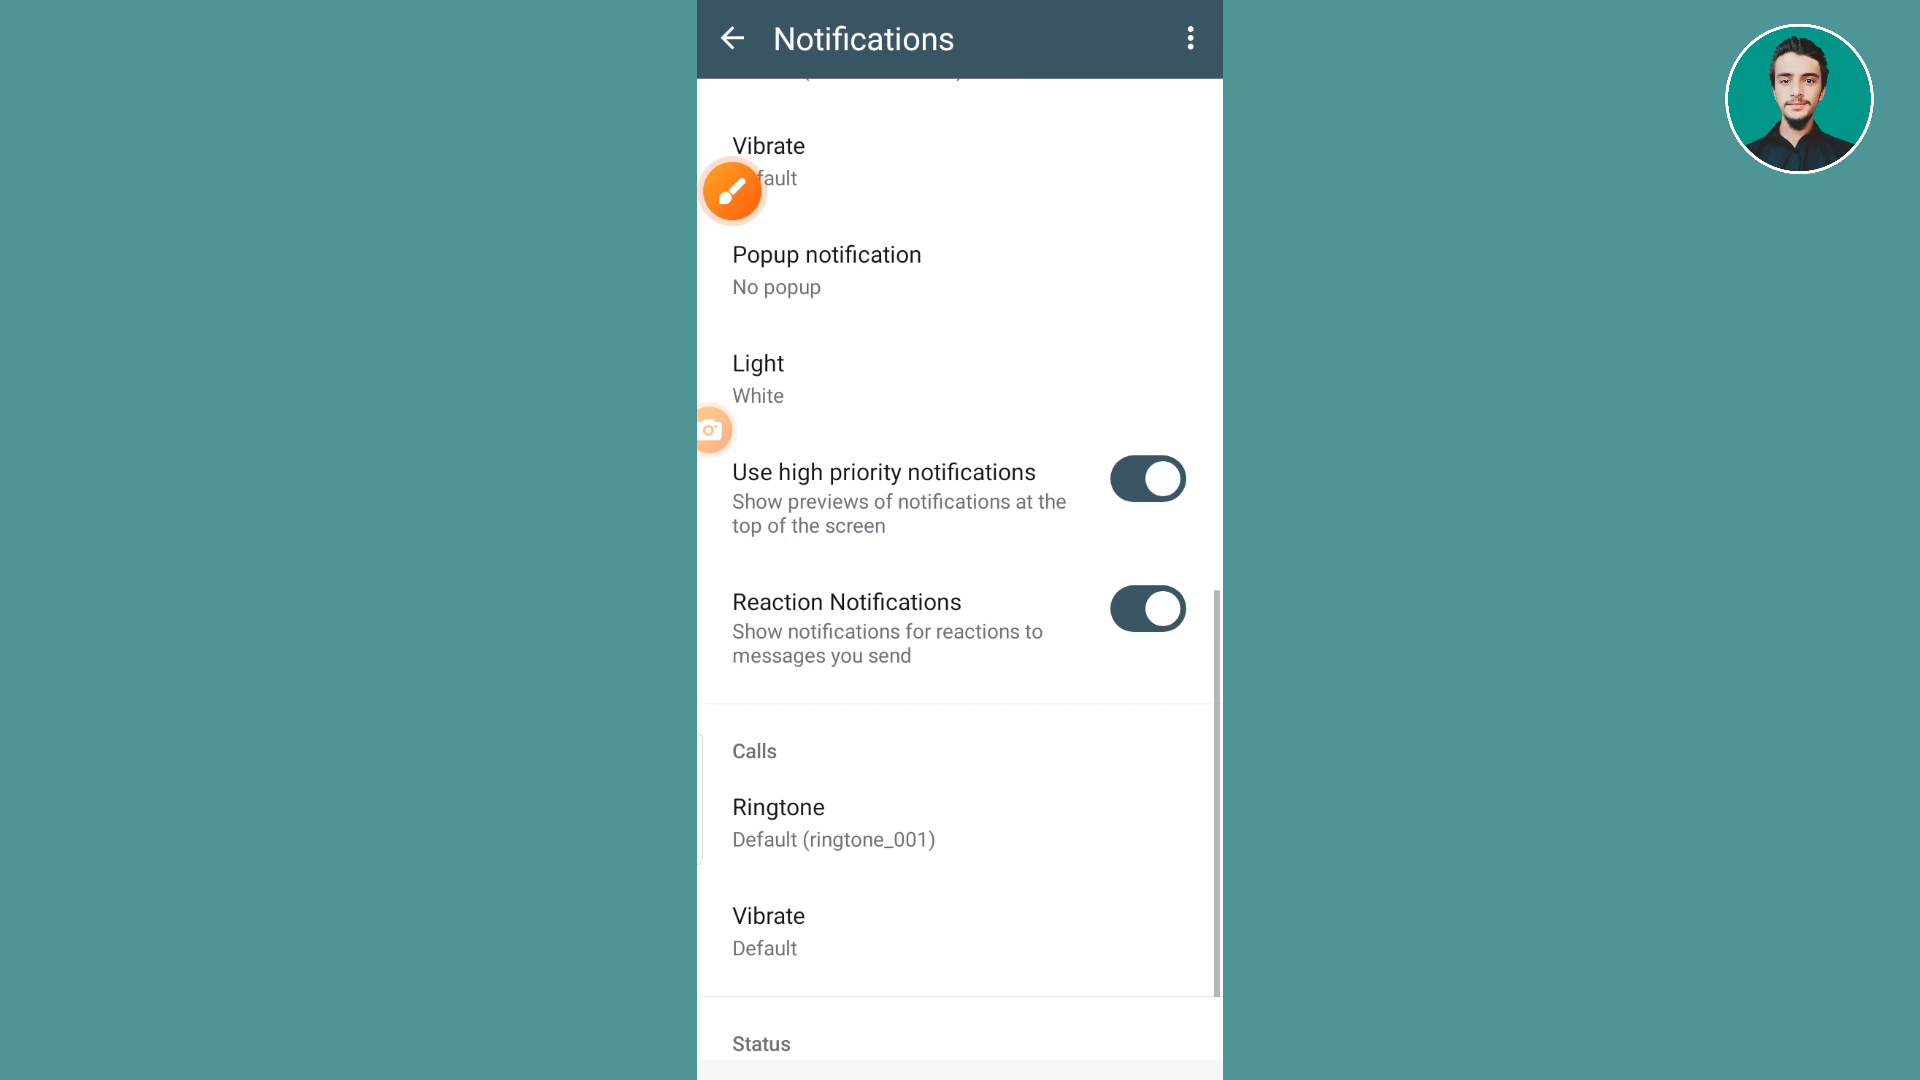 Notifications
Vibrate
fault
Popup notification
No popup
Light
White
Use high priority notifications
Show previews of notifications at the
top of the screen
Reaction Notifications
Show notifications for reactions to
messages you send
Calls
Ringtone
Default (ringtone_001)
Vibrate
Default
Status